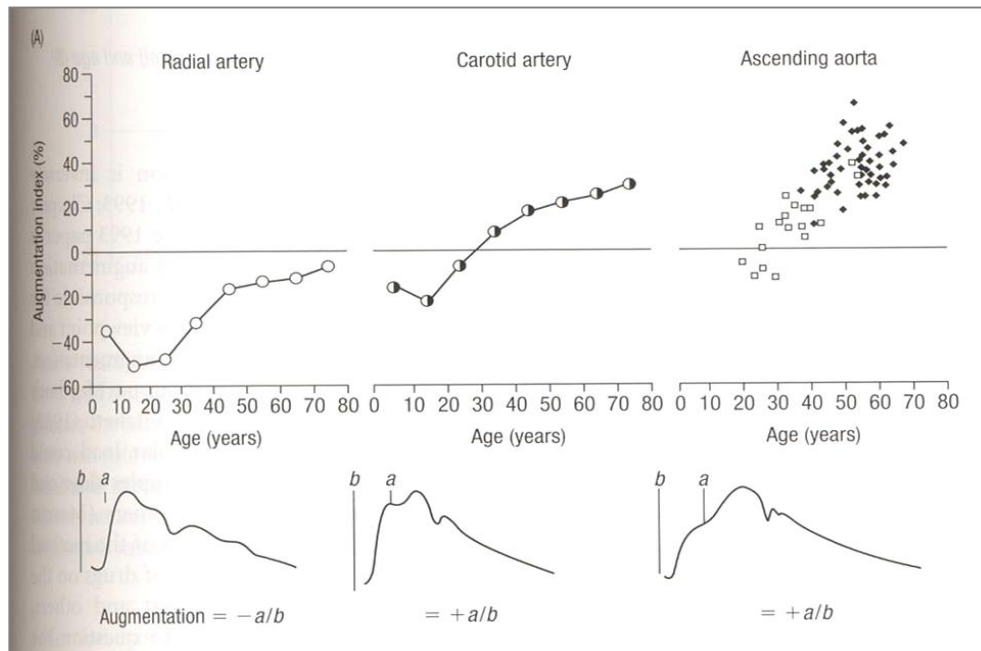 (A)
Radial artery
Carotid artery
Ascending aorta
Augmentation index (%)
80
60
40
20
0
−20
−40
−60
0 10 20 30 40 50 60 70 80
0 10 20 30 40 50 60 70 80
0 10 20 30 40 50 60 70 80
Age (years)
Age (years)
Age (years)
b a
b a
b a
Augmentation = −a/b
= +a/b
= +a/b